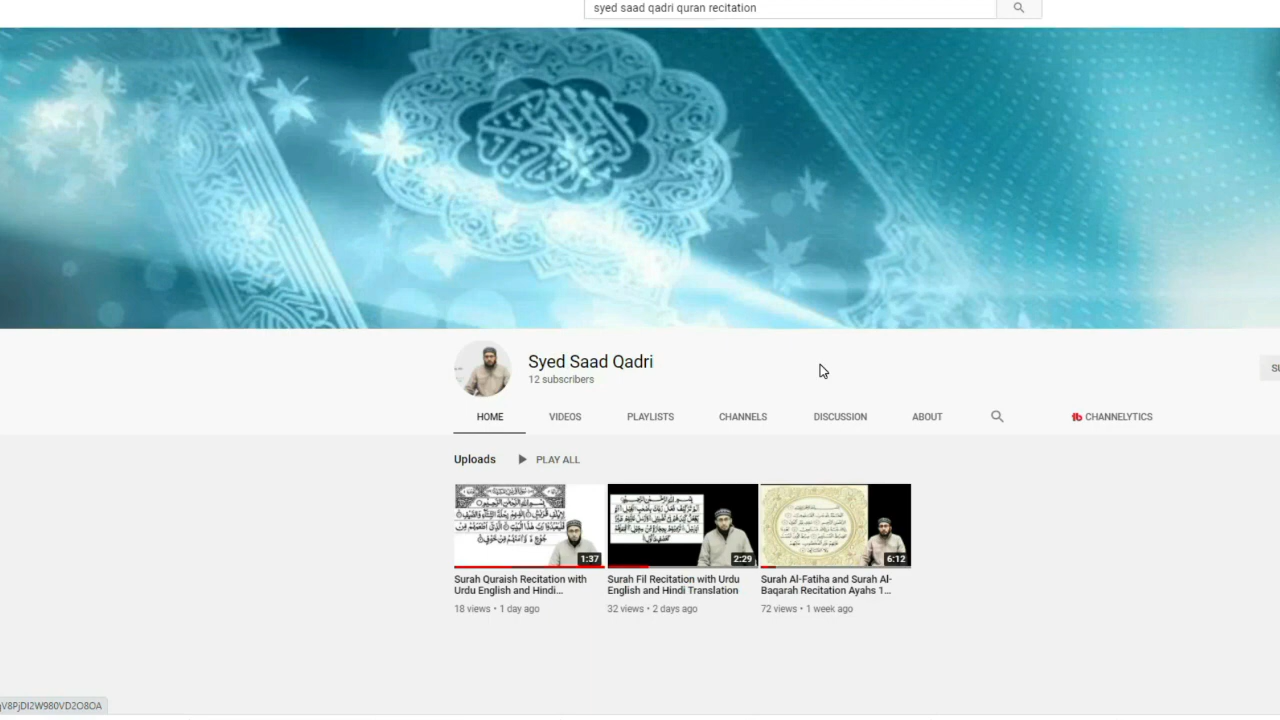 syed saad qadri quran recitation
Syed Saad Qadri
12 subscribers
HOME
VIDEOS
PLAYLISTS
CHANNELS
DISCUSSION
ABOUT
CHANNELYTICS
Uploads
PLAY ALL
1:37
2:29
6:12
Surah Quraish Recitation with
Urdu English and Hindi...
18 views • 1 day ago
Surah Fil Recitation with Urdu
English and Hindi Translation
32 views • 2 days ago
Surah Al-Fatiha and Surah Al-
Baqarah Recitation Ayahs 1...
72 views • 1 week ago